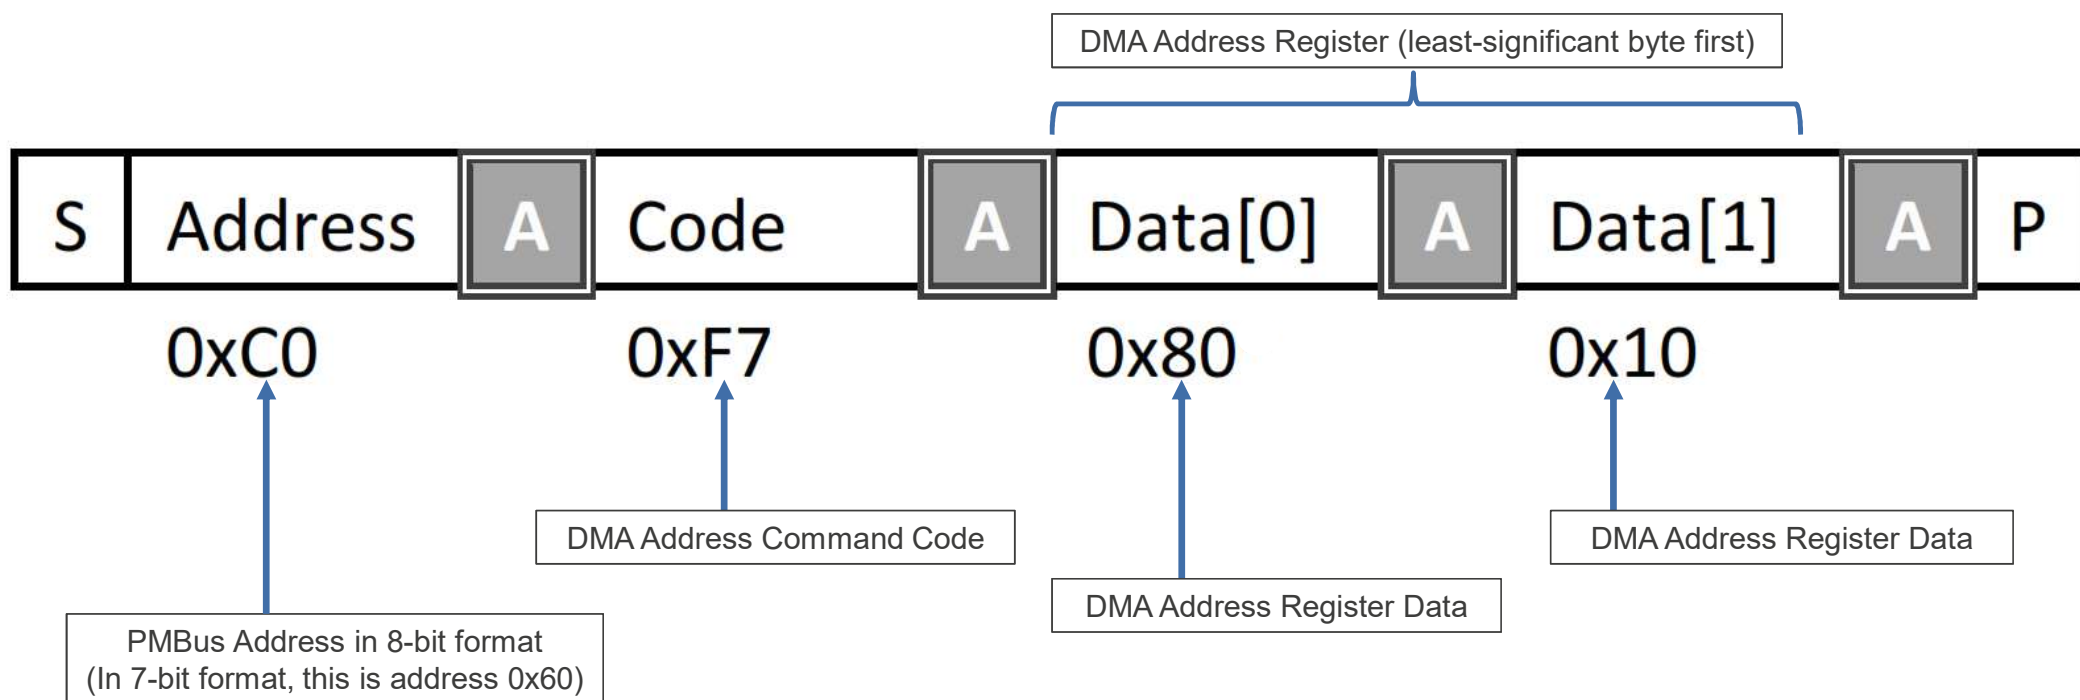 DMA Address Register (least-significant byte first)
S Address A Code A Data[0] A Data[1] A P
0xC0 0xF7 0x80 0x10
DMA Address Command Code
DMA Address Register Data
DMA Address Register Data
PMBus Address in 8-bit format
(In 7-bit format, this is address 0x60)